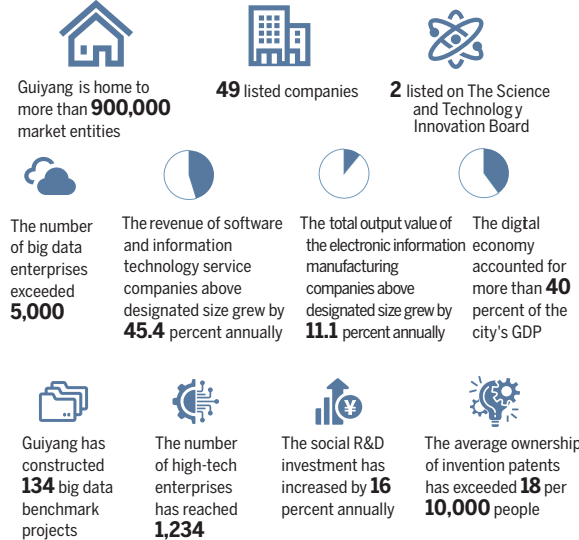 Guiyang is home to
more than 900,000
market entities
49 listed companies
2 listed on The Science
and Technology
Innovation Board
The number
of big data
enterprises
exceeded
5,000
The revenue of software
and information
technology service
companies above
designated size grew by
45.4 percent annually
The total output value of
the electronic information
manufacturing
companies above
designated size grew by
11.1 percent annually
The digital
economy
accounted for
more than 40
percent of the
city's GDP
Guiyang has
constructed
134 big data
benchmark
projects
The number
of high-tech
enterprises
has reached
1,234
¥
The social R&D
investment has
increased by 16
percent annually
The average ownership
of invention patents
has exceeded 18 per
10,000 people